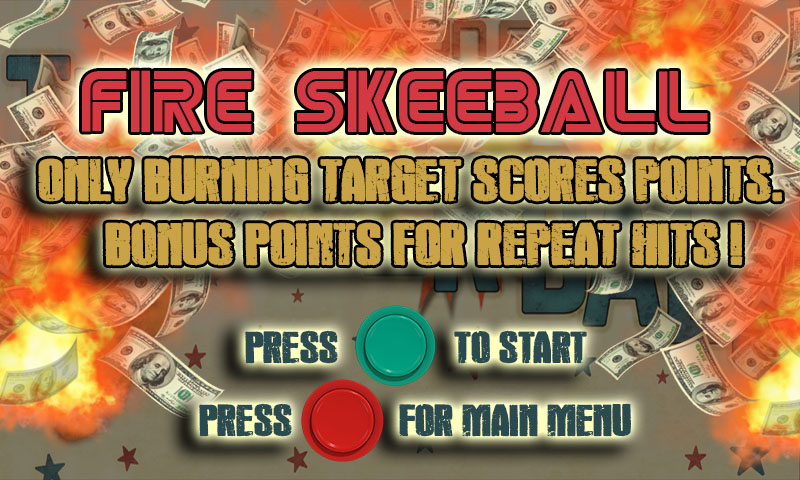 FIRE SKEEBALL
ONLY BURNING TARGET SCORES POINTS.
BONUS POINTS FOR REPEAT HITS!
PRESS TO START
PRESS FOR MAIN MENU